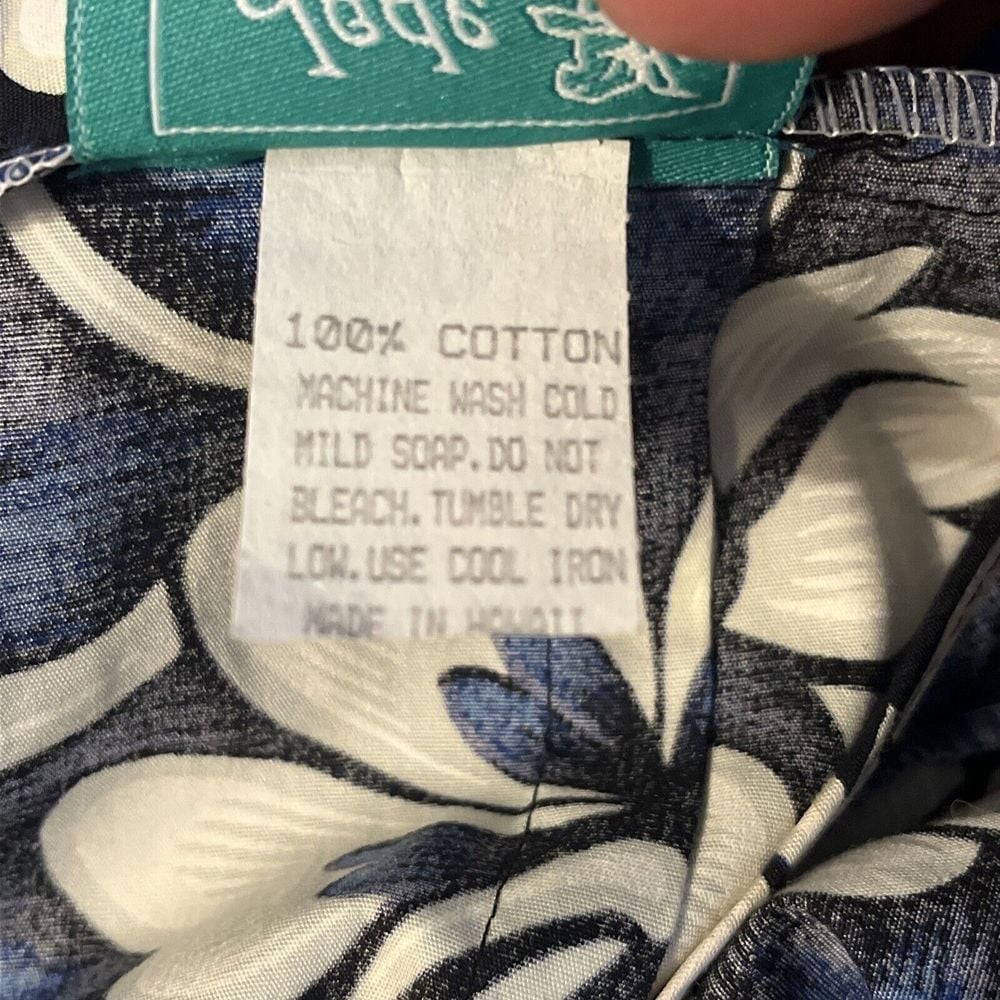 100% COTTON
MACHINE WASH COLD
MILD SOAP. DO NOT
BLEACH. TUMBLE DRY
LOW. USE COOL IRON
MADE IN HAWAII